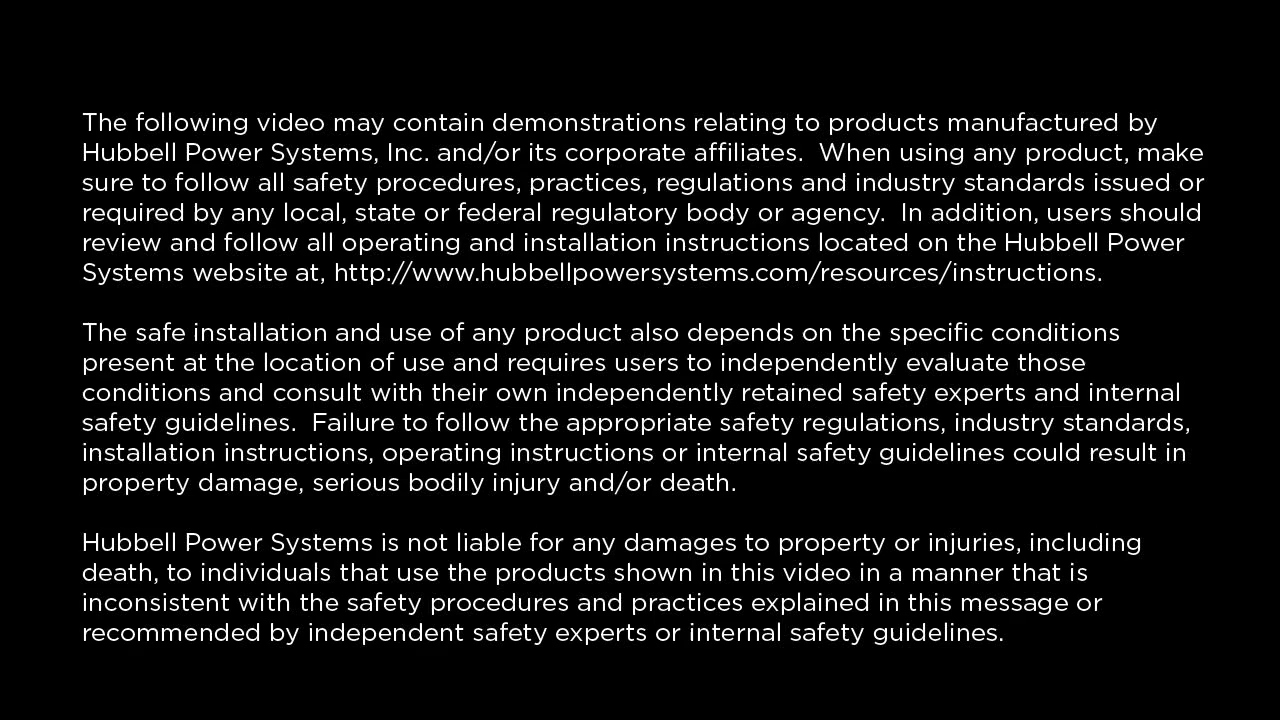 The following video may contain demonstrations relating to products manufactured by
Hubbell Power Systems, Inc. and/or its corporate affiliates.  When using any product, make
sure to follow all safety procedures, practices, regulations and industry standards issued or
required by any local, state or federal regulatory body or agency.  In addition, users should
review and follow all operating and installation instructions located on the Hubbell Power
Systems website at, http://www.hubbellpowersystems.com/resources/instructions.
The safe installation and use of any product also depends on the specific conditions
present at the location of use and requires users to independently evaluate those
conditions and consult with their own independently retained safety experts and internal
safety guidelines.  Failure to follow the appropriate safety regulations, industry standards,
installation instructions, operating instructions or internal safety guidelines could result in
property damage, serious bodily injury and/or death.
Hubbell Power Systems is not liable for any damages to property or injuries, including
death, to individuals that use the products shown in this video in a manner that is
inconsistent with the safety procedures and practices explained in this message or
recommended by independent safety experts or internal safety guidelines.